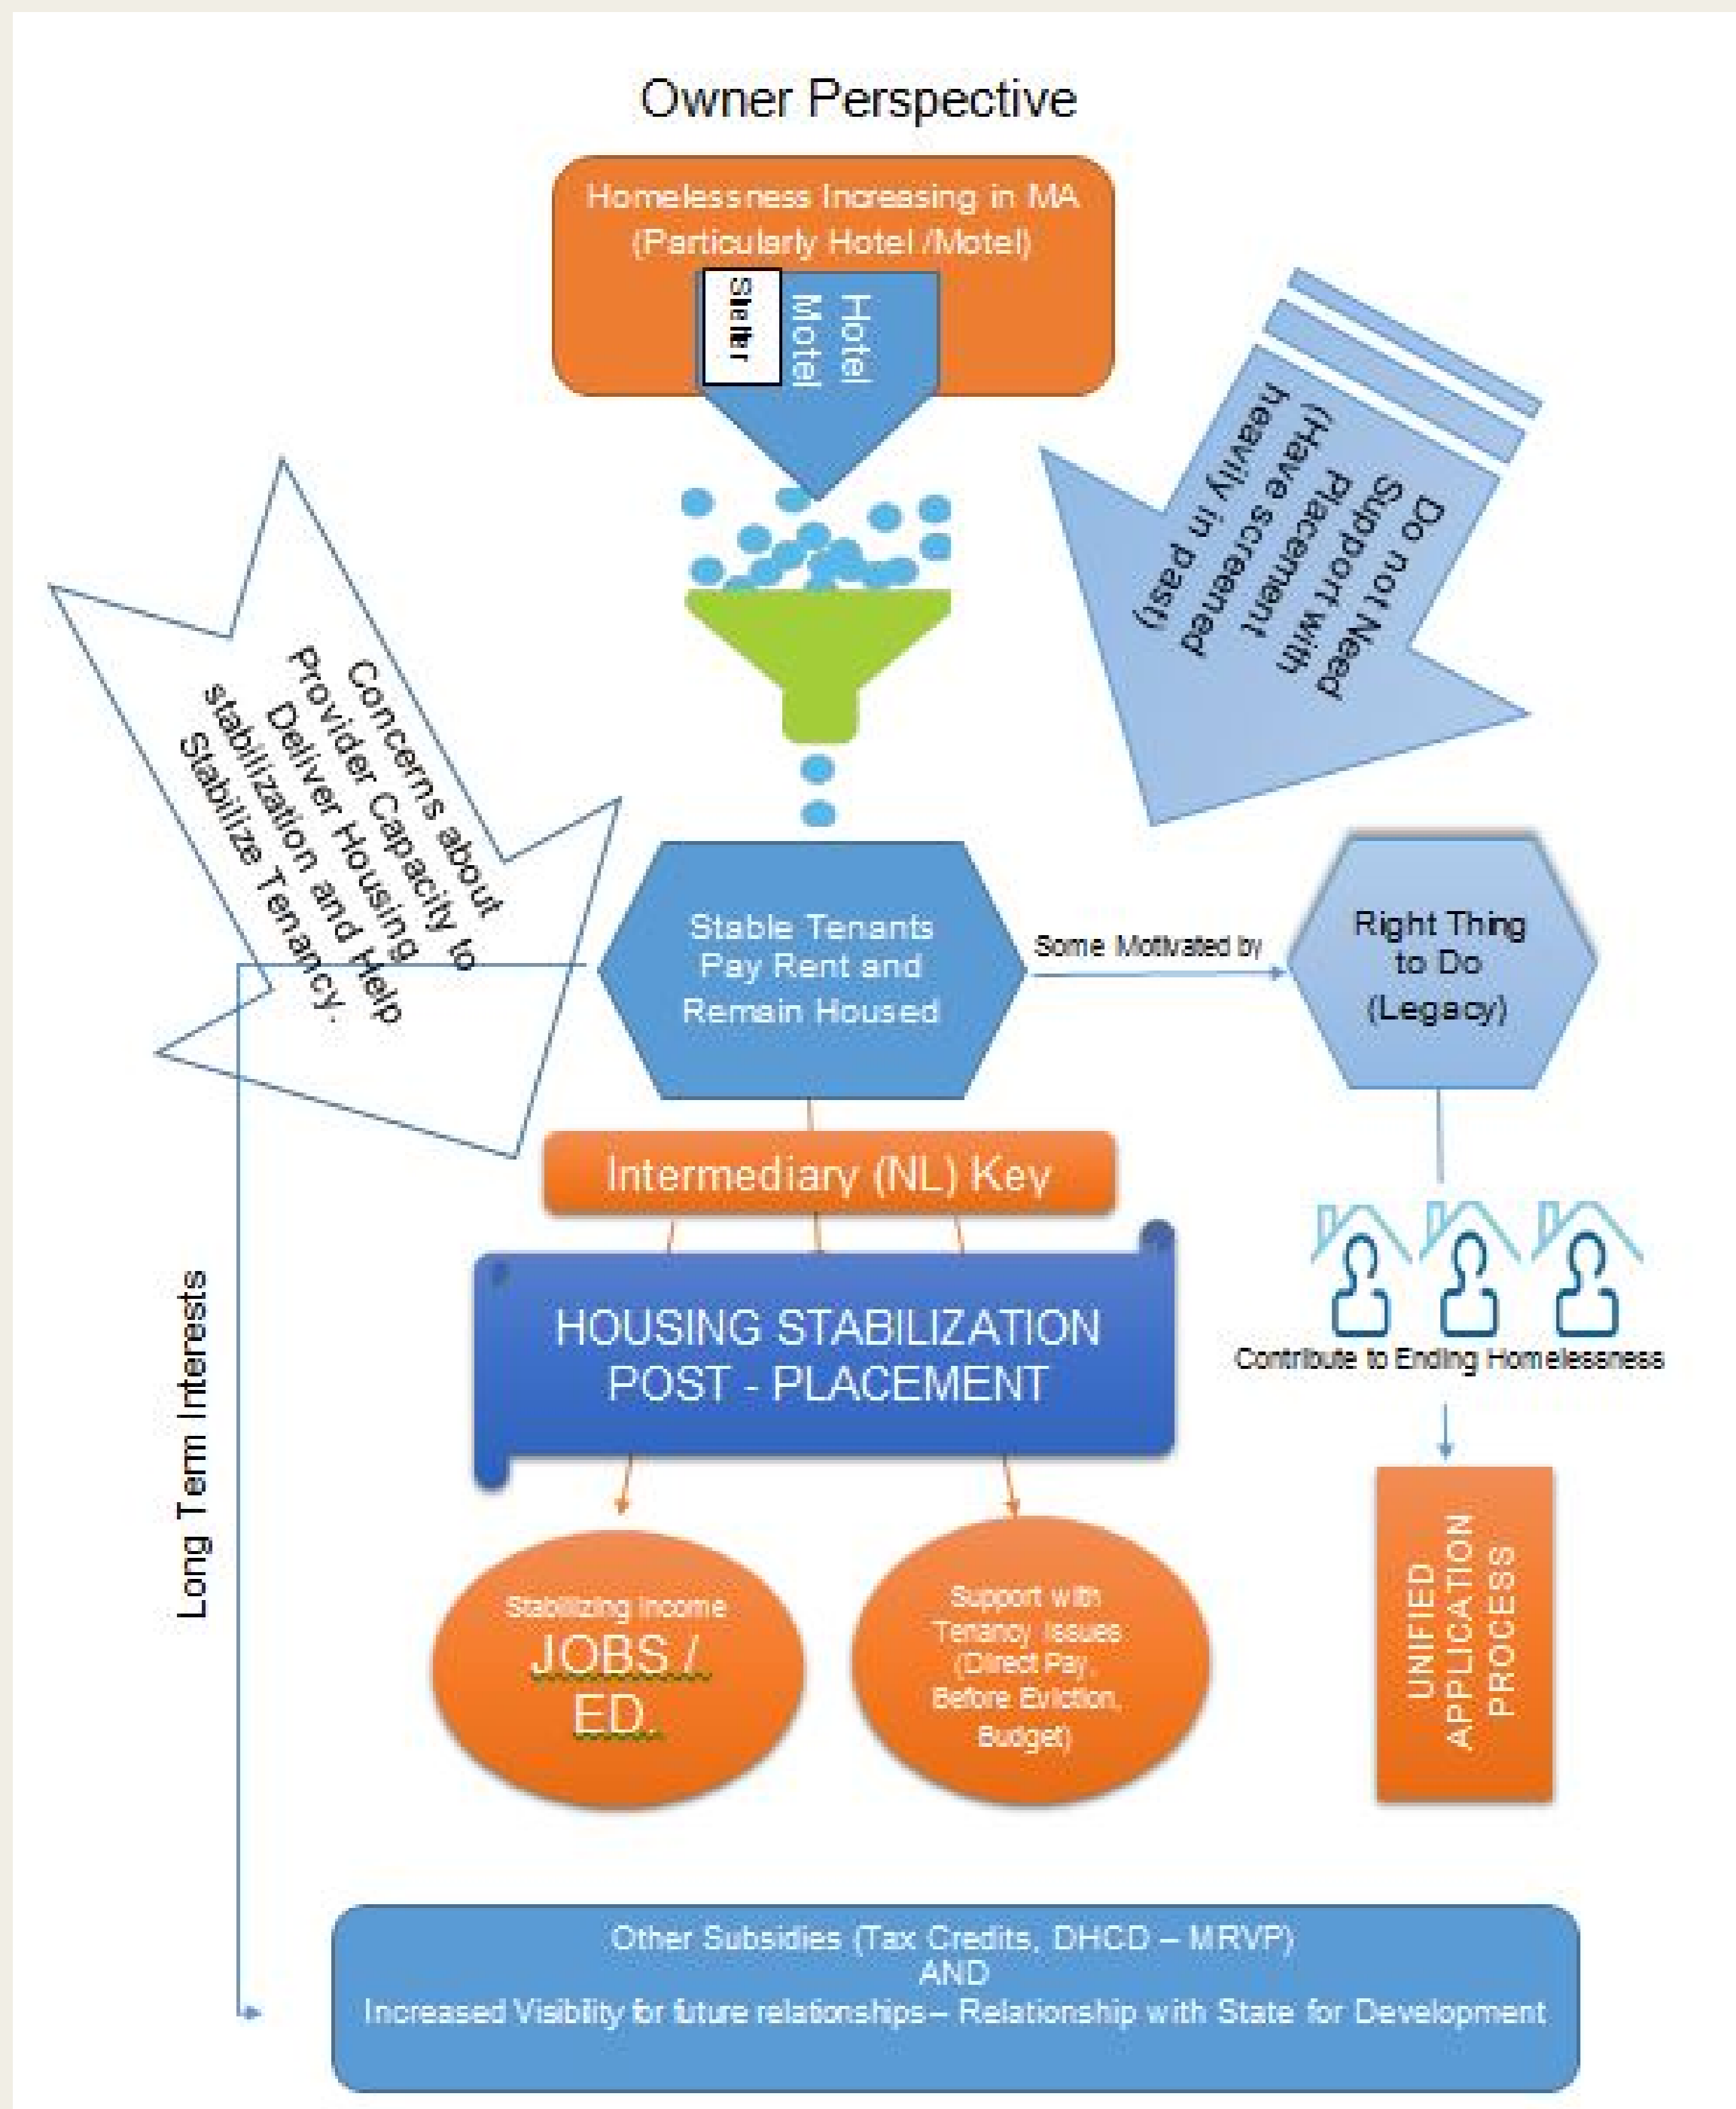 Owner Perspective
Homelessness Increasing in MA
(Particularly Hotel /Motel)
Hotel
Motel
Shelter
Do not Need
Support with
Placement
(Have screened
heavily in past)
Concerns about
Provider Capacity to
Deliver Housing
stabilization and Help
Stabilize Tenancy.
Stable Tenants
Pay Rent and
Remain Housed
Some Motivated by
Right Thing
to Do
(Legacy)
Intermediary (NL) Key
HOUSING STABILIZATION
POST - PLACEMENT
Contribute to Ending Homelessness
Long Term Interests
Stabilizing Income
JOBS /
ED.
Support with
Tenancy Issues
(Direct Pay,
Before Eviction,
Budget)
UNIFIED
APPLICATION
PROCESS
Other Subsidies (Tax Credits, DHCD – MRVP)
AND
Increased Visibility for future relationships – Relationship with State for Development